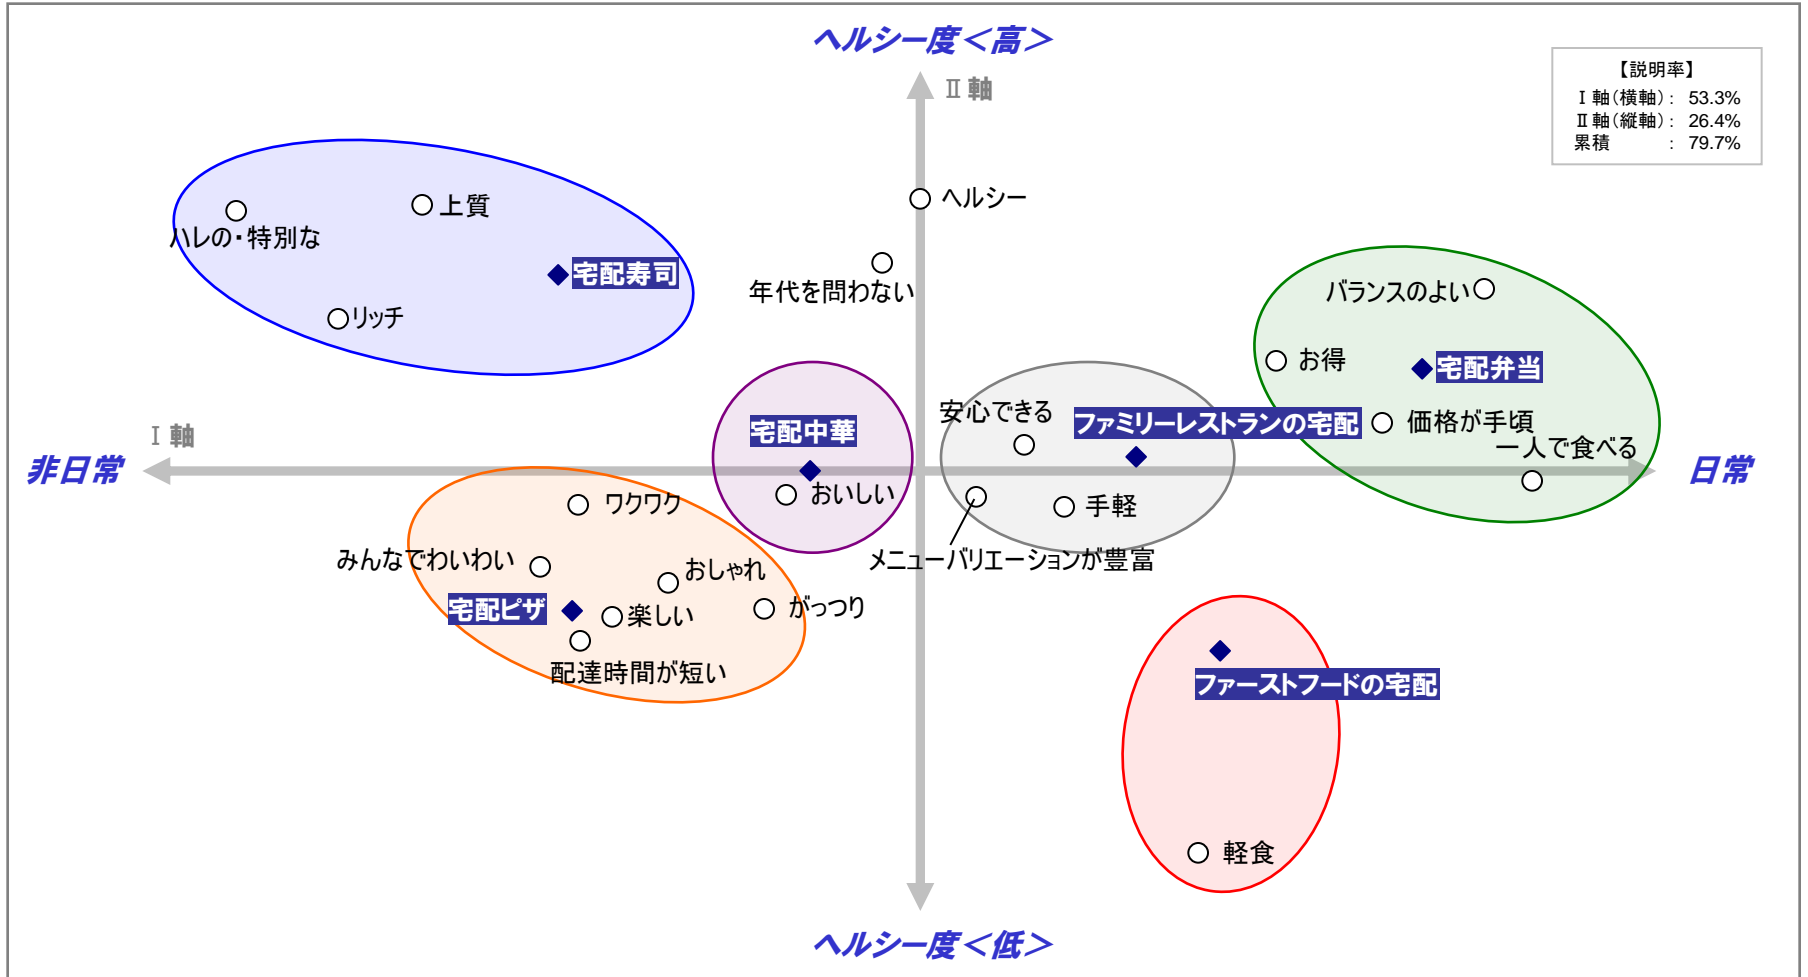 ヘルシー度＜高＞
Ⅱ 軸
【説明率】
Ⅰ 軸(横軸)： 53.3%
Ⅱ 軸(縦軸)： 26.4%
累積 ： 79.7%
ヘルシー
上質
ハレの・特別な
宅配寿司
年代を問わない
リッチ
バランスのよい
お得
宅配弁当
価格が手頃
一人で食べる
安心できる
ファミリーレストランの宅配
宅配中華
Ⅰ 軸
非日常
日常
おいしい
ワクワク
手軽
メニューバリエーションが豊富
みんなでわいわい
おしゃれ
宅配ピザ
楽しい
がっつり
配達時間が短い
ファーストフードの宅配
軽食
ヘルシー度＜低＞